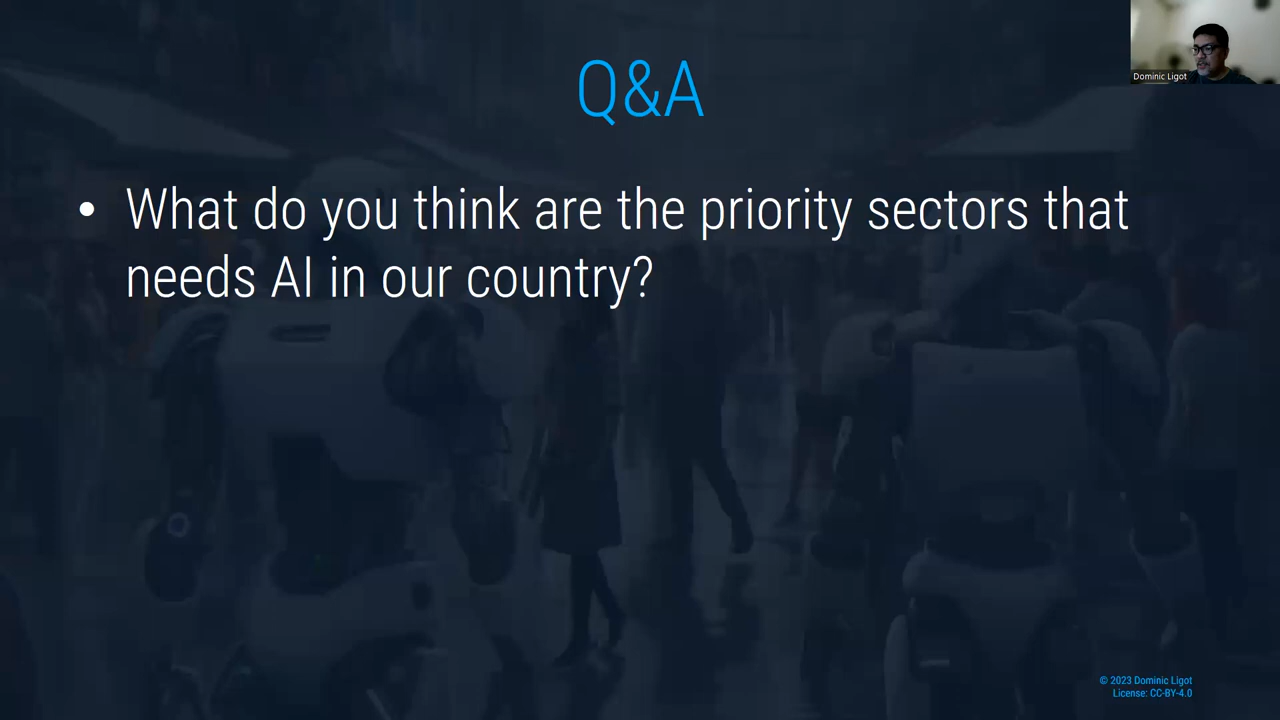 Dominic Ligot
Q&A
• What do you think are the priority sectors that
needs AI in our country?
© 2023 Dominic Ligot
License: CC-BY-4.0